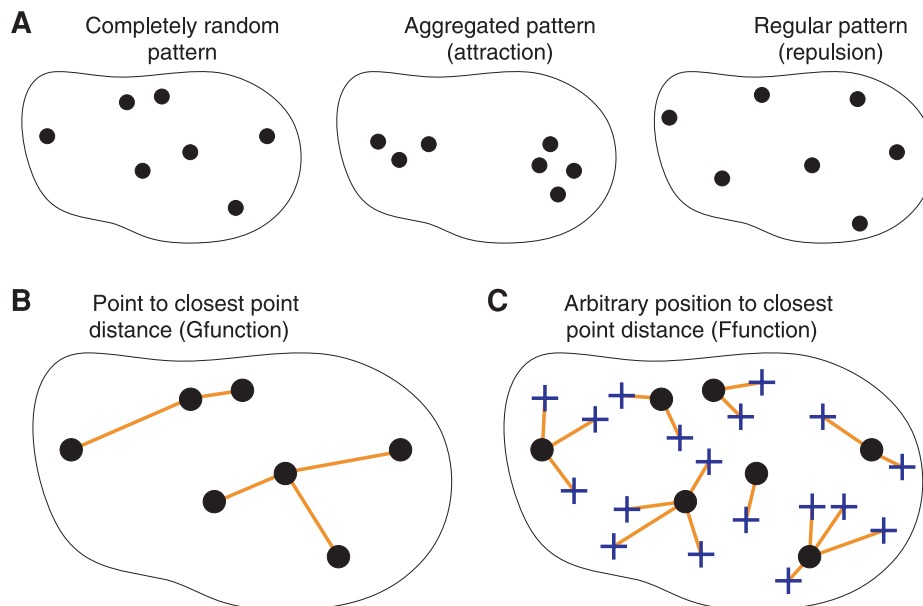 A
Completely random
pattern
Aggregated pattern
(attraction)
Regular pattern
(repulsion)
B
Point to closest point
distance (Gfunction)
C
Arbitrary position to closest
point distance (Ffunction)